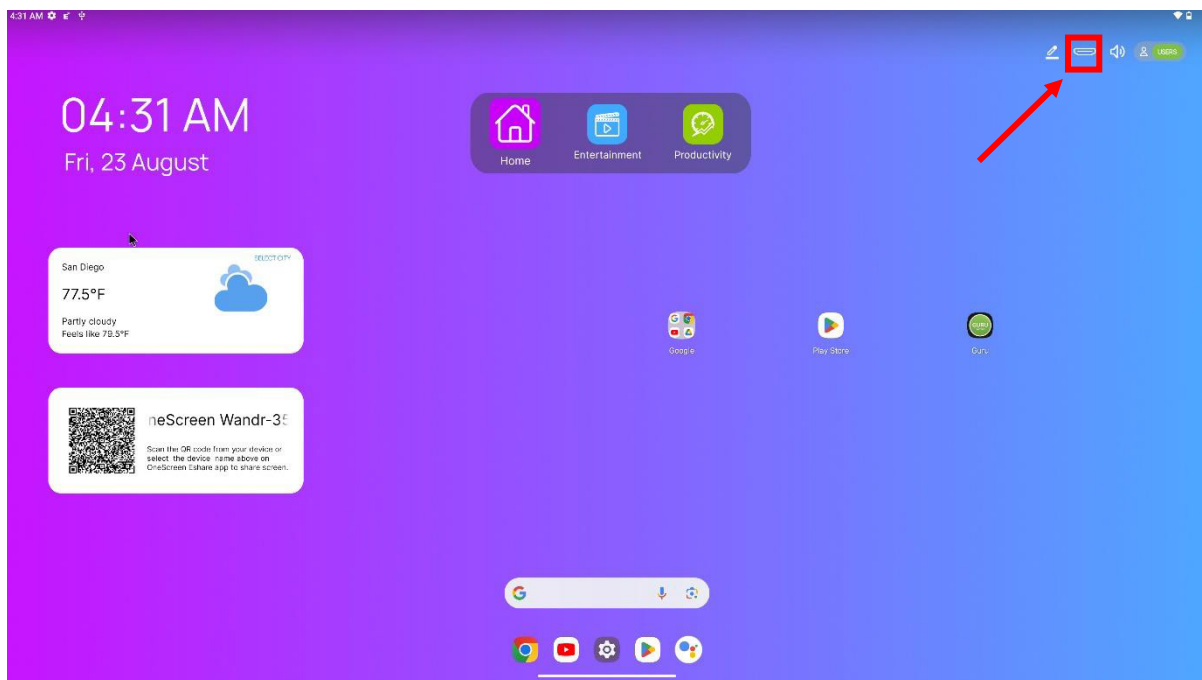 4:31 AM
USERS
04:31 AM
Fri, 23 August
Home
Entertainment
Productivity
San Diego
SELECT CITY
77.5°F
Partly cloudy
Feels like 79.5°F
neScreen Wandr-35
Scan the QR code from your device or
select the device name above on
OneScreen Eshare app to share screen.
Google
Play Store
GURU
Guru